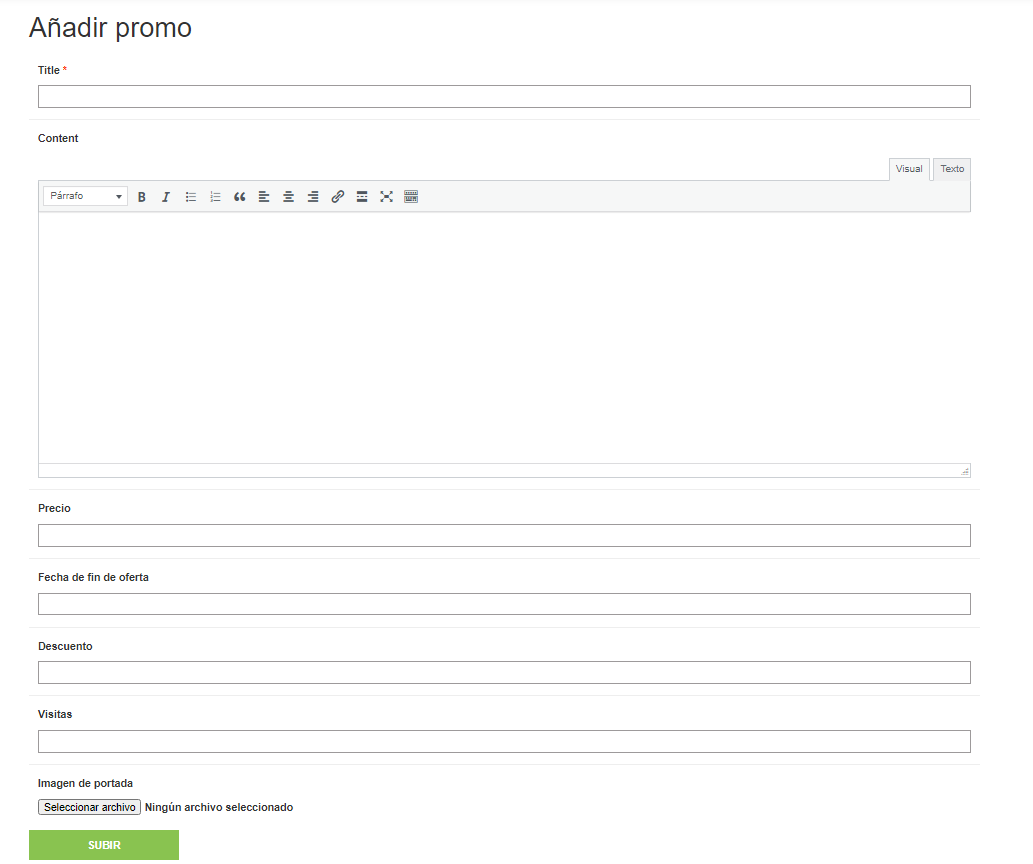 Añadir promo
Title *
Content
Visual Texto
Párrafo B I
Precio
Fecha de fin de oferta
Descuento
Visitas
Imagen de portada
Seleccionar archivo Ningún archivo seleccionado
SUBIR